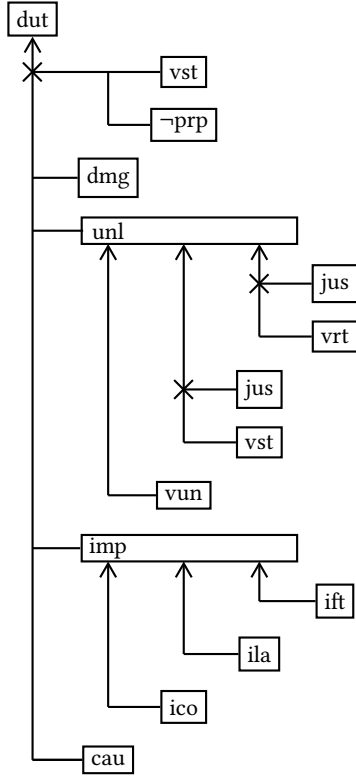 dut
vst
¬prp
dmg
unl
jus
vrt
jus
vst
vun
imp
ift
ila
ico
cau